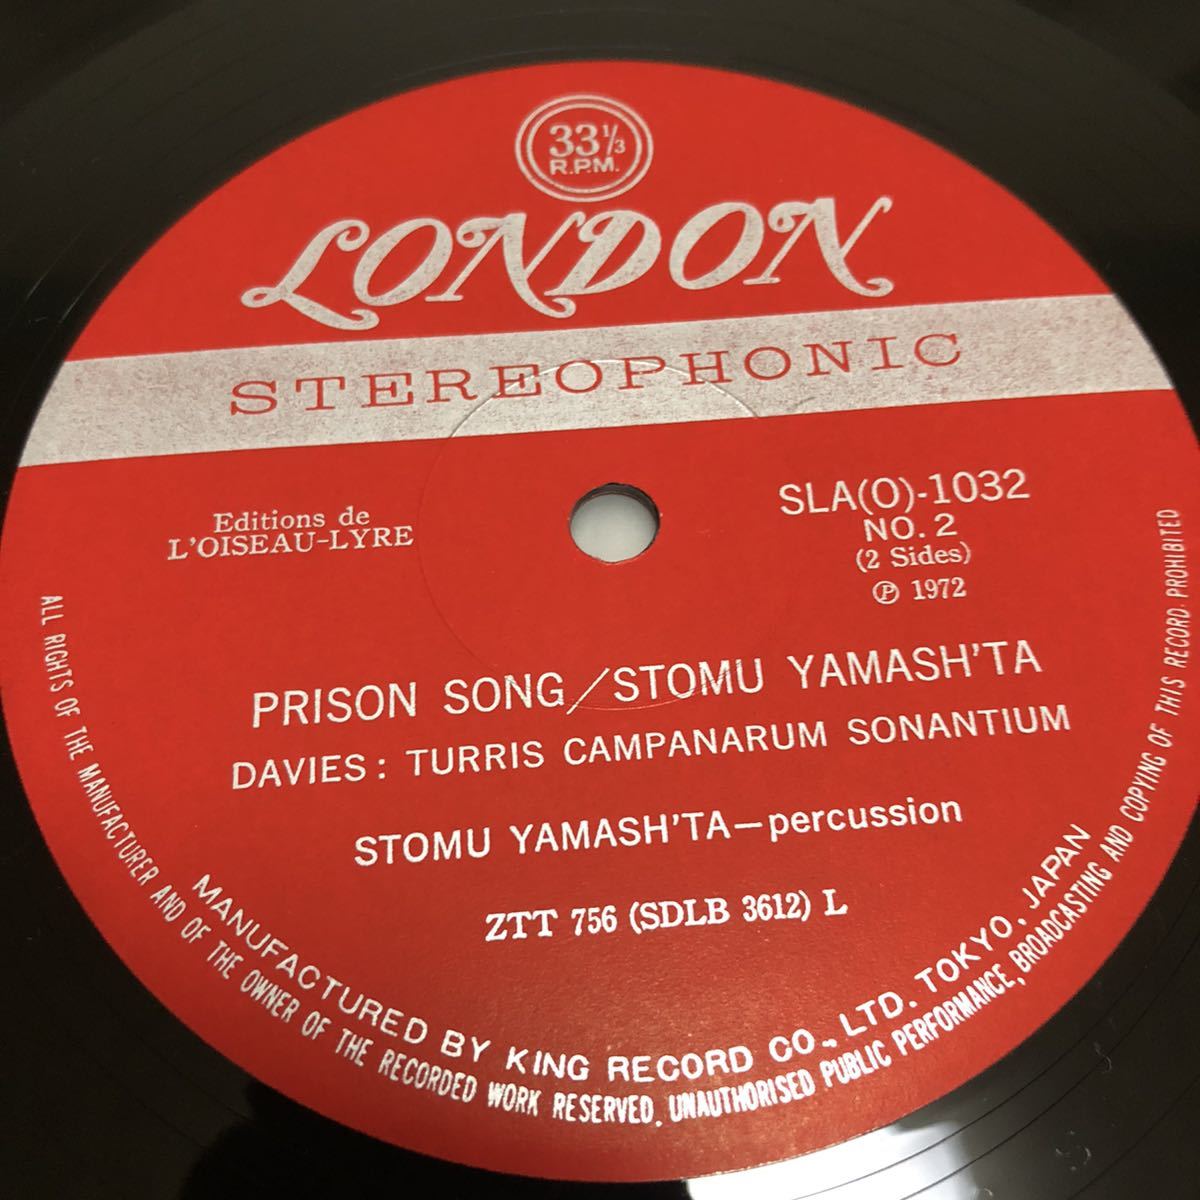 33 1/3
R.P.M.
LONDON
STEREOPHONIC
Editions de
L'OISEAU-LYRE
SLA(O)-1032
NO. 2
(2 Sides)
Ⓟ 1972
PRISON SONG/STOMU YAMASH'TA
DAVIES: TURRIS CAMPANARUM SONANTIUM
STOMU YAMASH'TA—percussion
ZTT 756 (SDLB 3612) L
MANUFACTURED BY KING RECORD CO., LTD. TOKYO, JAPAN
ALL RIGHTS OF THE MANUFACTURER AND OF THE OWNER OF THE RECORDED WORK RESERVED. UNAUTHORISED PUBLIC PERFORMANCE, BROADCASTING AND COPYING OF THIS RECORD PROHIBITED